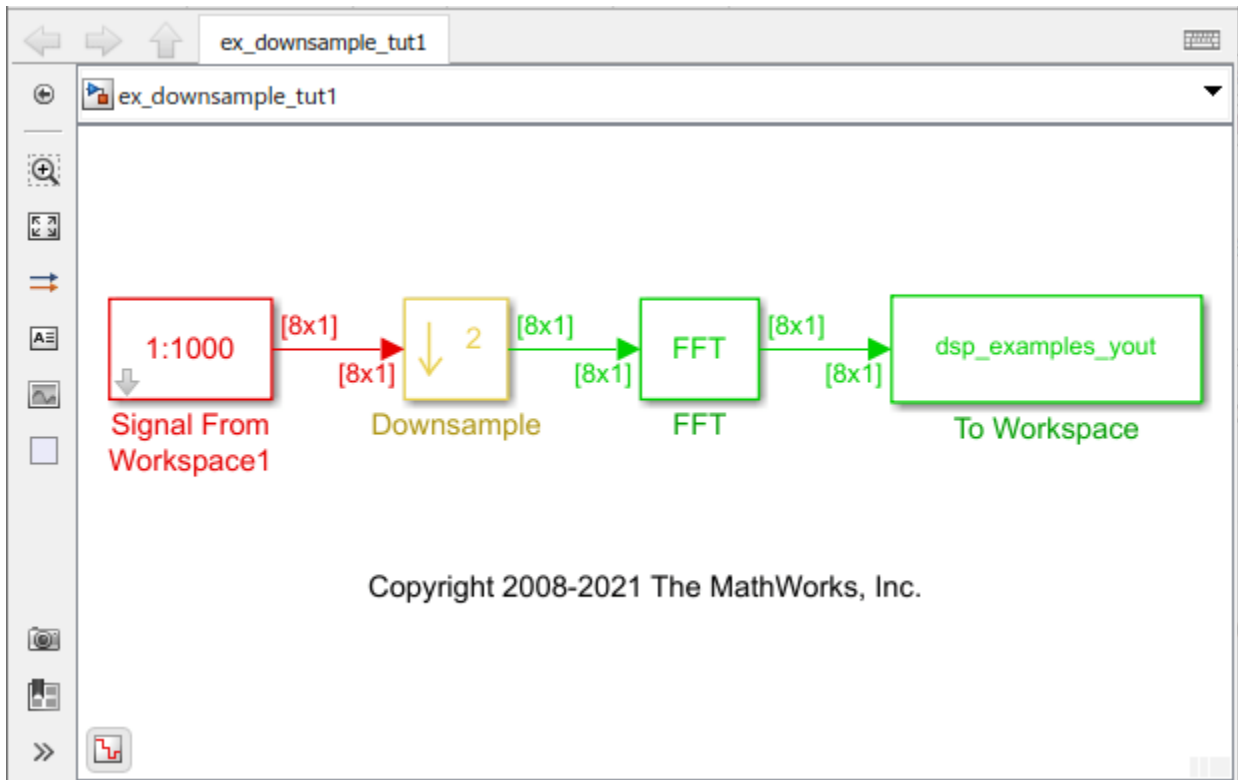 ex_downsample_tut1
ex_downsample_tut1
[8x1] [8x1] [8x1]
1:1000 2 FFT dsp_examples_yout
[8x1] [8x1] [8x1]
Signal From Downsample FFT To Workspace
Workspace1
Copyright 2008-2021 The MathWorks, Inc.